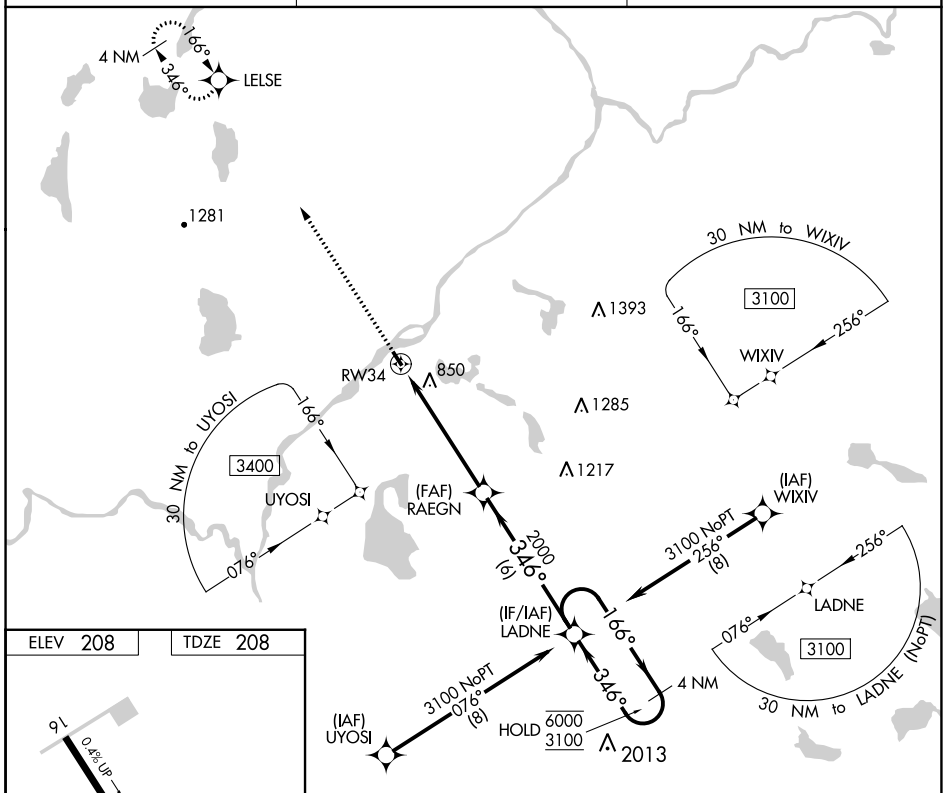 166°
4 NM
346°
LELSE
1281
30 NM to WIXIV
3100
166°
256°
WIXIV
1393
RW34
850
1285
30 NM to UYOSI
166°
3400
UYOSI
076°
1217
(FAF)
RAEGN
(IAF)
WIXIV
2000
346°
(6)
3100 NoPT
256°
(8)
256°
LADNE
076°
3100
30 NM to LADNE (NoPT)
(IF/IAF)
LADNE
166°
346°
4 NM
3100 NoPT
076°
(8)
HOLD 6000
3100
2013
(IAF)
UYOSI
ELEV 208
TDZE 208
16
0.4% UP